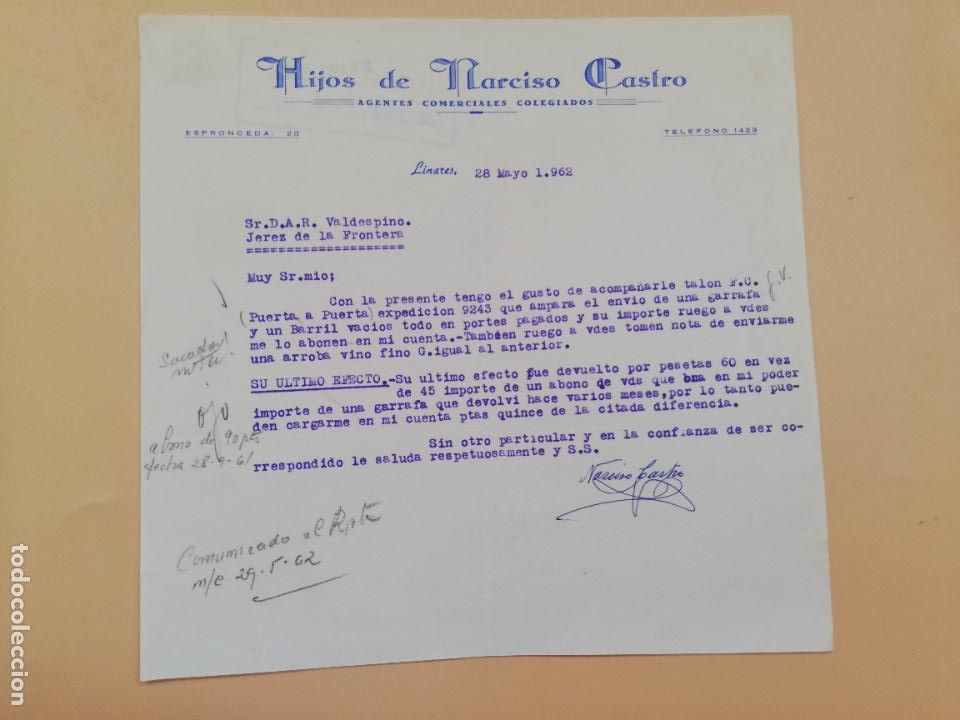 Hijos de Narciso Castro
AGENTES COMERCIALES COLEGIADOS
ESPRONCEDA, 20
TELEFONO 1429
Linares, 28 Mayo 1.962
Sr.D.A.R. Valdespino.
Jerez de la Frontera
====================
Muy Sr.mio;
Con la presente tengo el gusto de acompañarle talon F.C. G.V.
(Puerta a Puerta) expedicion 9243 que ampara el envio de una garrafa
y un Barril vacios todo en portes pagados y su importe ruego a vdes
me lo abonen en mi cuenta.-Tambien ruego a vdes tomen nota de enviarme
una arroba vino fino G.igual al anterior.
SU ULTIMO EFECTO.-Su ultimo efecto fue devuelto por pesetas 60 en vez
de 45 importe de un abono de vds que en mi poder
importe de una garrafa que devolvi hace varios meses,por lo tanto pue-
den cargarme en mi cuenta ptas quince de la citada diferencia.
Sin otro particular y en la confianza de ser co-
rrespondido le saluda respetuosamente y S.S.
Narciso Castro
abono de 90 pts
fecha 28-9-61
Comunicado al
m/c 29-5-62
todocoleccion